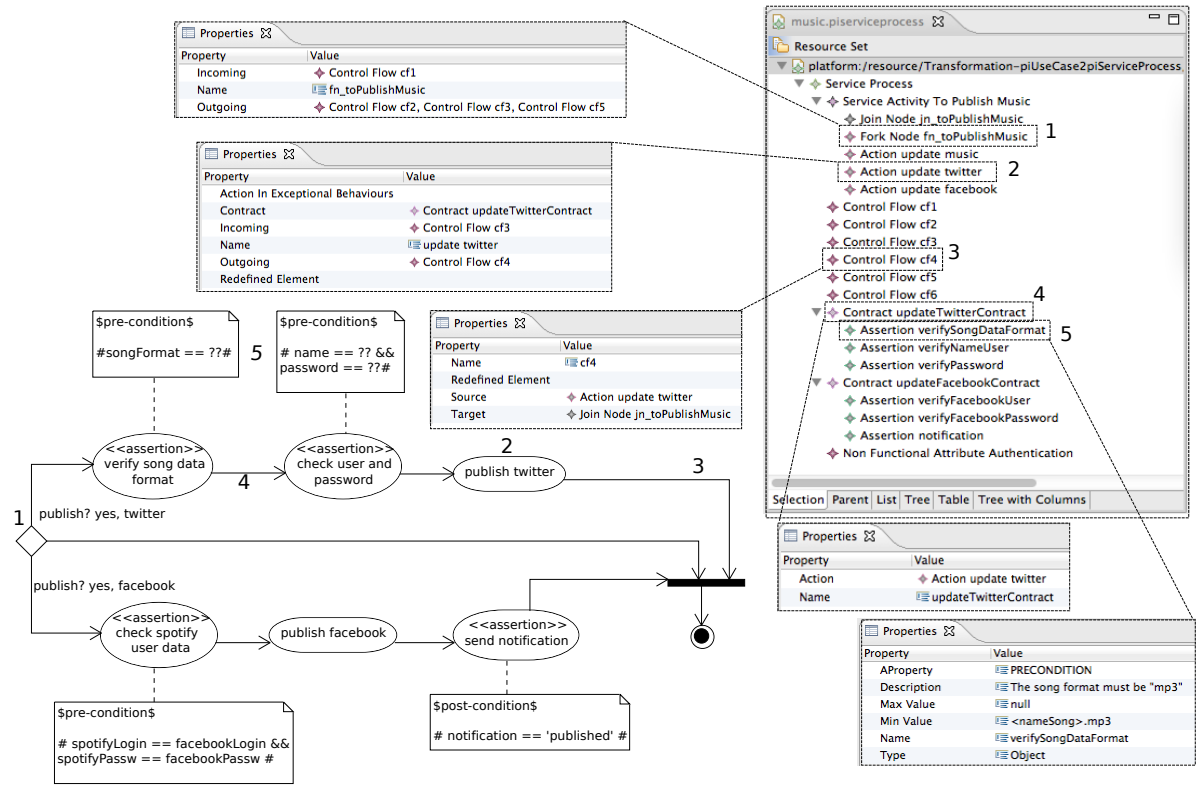 Properties
Property Value
Incoming Control Flow cf1
Name fn_toPublishMusic
Outgoing Control Flow cf2, Control Flow cf3, Control Flow cf5
Properties
Property Value
Action In Exceptional Behaviours
Contract Contract updateTwitterContract
Incoming Control Flow cf3
Name update twitter
Outgoing Control Flow cf4
Redefined Element
music.piserviceprocess
Resource Set
platform:/resource/Transformation-piUseCase2piServiceProcess
Service Process
Service Activity To Publish Music
Join Node jn_toPublishMusic
Fork Node fn_toPublishMusic 1
Action update music
Action update twitter 2
Action update facebook
Control Flow cf1
Control Flow cf2
Control Flow cf3
Control Flow cf4 3
Control Flow cf5
Control Flow cf6
Contract updateTwitterContract 4
Assertion verifySongDataFormat 5
Assertion verifyNameUser
Assertion verifyPassword
Contract updateFacebookContract
Assertion verifyFacebookUser
Assertion verifyFacebookPassword
Assertion notification
Non Functional Attribute Authentication
Selection Parent List Tree Table Tree with Columns
$pre-condition$
#songFormat == ??#
5
$pre-condition$
# name == ?? &&
password == ??#
Properties
Property Value
Name cf4
Redefined Element
Source Action update twitter
Target Join Node jn_toPublishMusic
<<assertion>>
verify song data
format
4
<<assertion>>
check user and
password
2
publish twitter
3
1
publish? yes, twitter
publish? yes, facebook
<<assertion>>
check spotify
user data
publish facebook
<<assertion>>
send notification
$pre-condition$
# spotifyLogin == facebookLogin &&
spotifyPassw == facebookPassw #
$post-condition$
# notification == 'published' #
Properties
Property Value
Action Action update twitter
Name updateTwitterContract
Properties
Property Value
AProperty PRECONDITION
Description The song format must be "mp3"
Max Value null
Min Value <nameSong>.mp3
Name verifySongDataFormat
Type Object